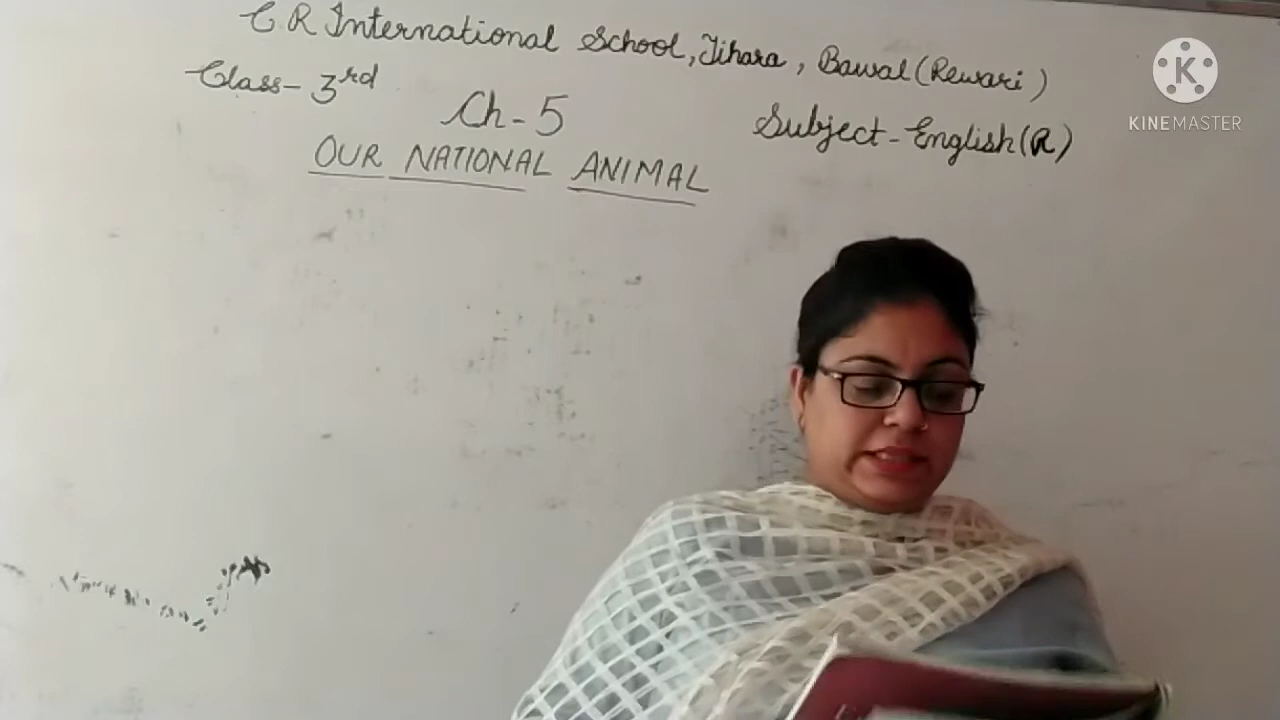 C R International School, Jihara, Bawal (Rewari)
Class - 3rd
Ch - 5
Subject - English (R)
OUR NATIONAL ANIMAL
K
KINEMASTER